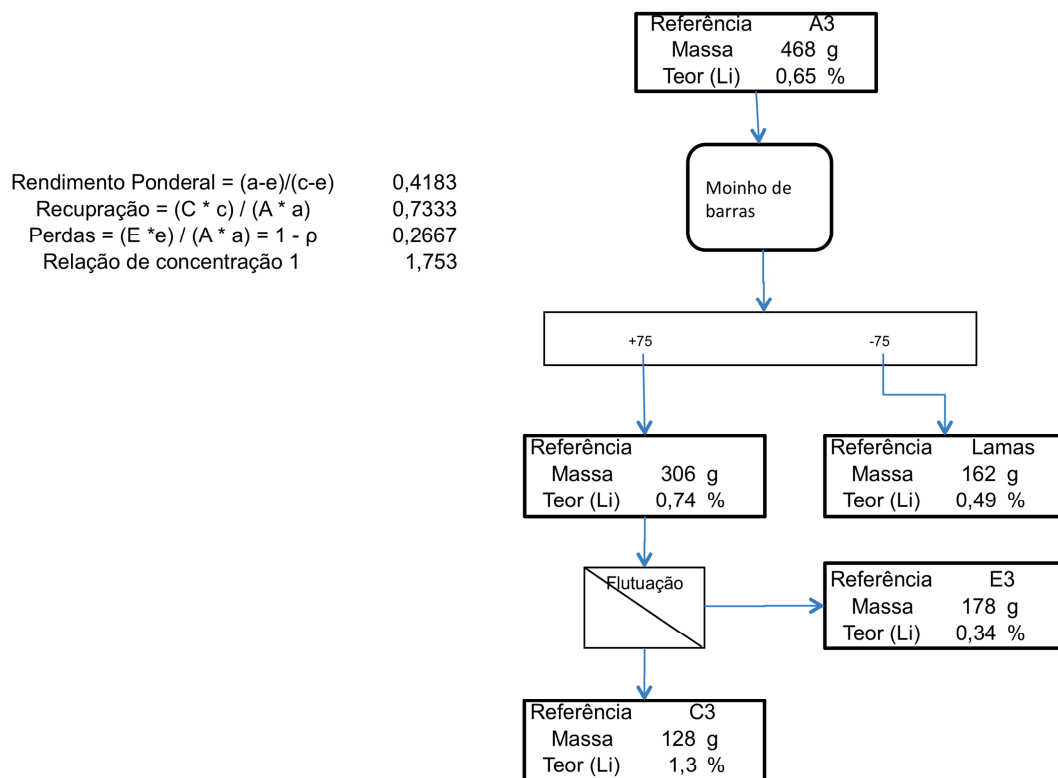 Referência A3
Massa 468 g
Teor (Li) 0,65 %
Moinho de
barras
Rendimento Ponderal = (a-e)/(c-e) 0,4183
Recupração = (C * c) / (A * a) 0,7333
Perdas = (E *e) / (A * a) = 1 - ρ 0,2667
Relação de concentração 1 1,753
+75 -75
Referência
Massa 306 g
Teor (Li) 0,74 %
Referência Lamas
Massa 162 g
Teor (Li) 0,49 %
Flutuação
Referência E3
Massa 178 g
Teor (Li) 0,34 %
Referência C3
Massa 128 g
Teor (Li) 1,3 %